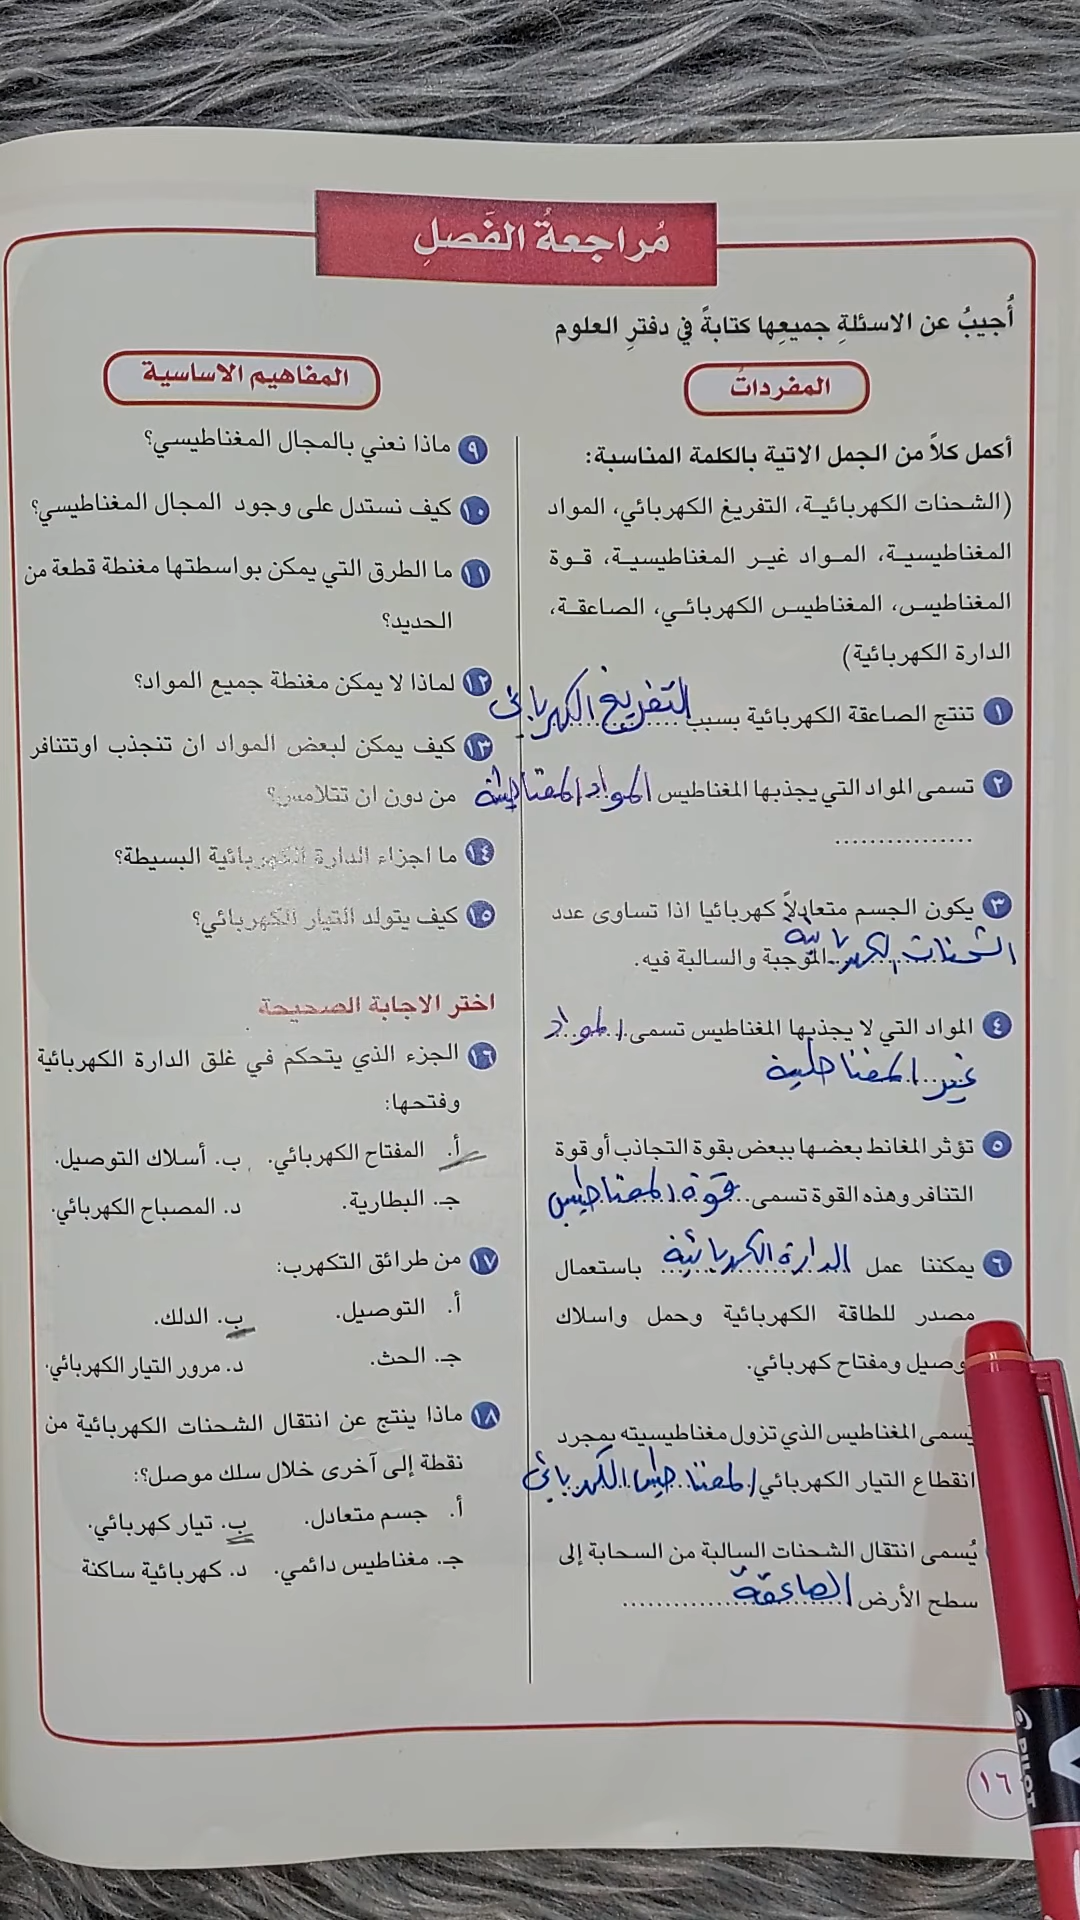 مُراجعةُ الفَصلِ
أُجيبُ عن الاسئلةِ جميعِها كتابةً في دفترِ العلوم
المفرداتُ
أكمل كلاً من الجمل الاتية بالكلمة المناسبة:
(الشحنات الكهربائية، التفريغ الكهربائي، المواد
المغناطيسية، المواد غير المغناطيسية، قوة
المغناطيس، المغناطيس الكهربائي، الصاعقة،
الدارة الكهربائية)
١ تنتج الصاعقة الكهربائية بسبب التفريغ الكهربائي
٢ تسمى المواد التي يجذبها المغناطيس المواد المغناطيسية
................
٣ يكون الجسم متعادلاً كهربائيا اذا تساوى عدد
الشحنات الكهربائية الموجبة والسالبة فيه.
٤ المواد التي لا يجذبها المغناطيس تسمى المواد
غير المغناطيسية
٥ تؤثر المغانط بعضها ببعض بقوة التجاذب أو قوة
التنافر وهذه القوة تسمى قوة المغناطيس
٦ يمكننا عمل الدارة الكهربائية باستعمال
مصدر للطاقة الكهربائية وحمل واسلاك
وصيل ومفتاح كهربائي.
يُسمى المغناطيس الذي تزول مغناطيسيته بمجرد
انقطاع التيار الكهربائي المغناطيس الكهربائي
يُسمى انتقال الشحنات السالبة من السحابة إلى
سطح الأرض الصاعقة
المفاهيم الاساسية
٩ ماذا نعني بالمجال المغناطيسي؟
١٠ كيف نستدل على وجود المجال المغناطيسي؟
١١ ما الطرق التي يمكن بواسطتها مغنطة قطعة من
الحديد؟
١٢ لماذا لا يمكن مغنطة جميع المواد؟
١٣ كيف يمكن لبعض المواد ان تنجذب اوتتنافر
من دون ان تتلامس؟
١٤ ما اجزاء الدارة الكهربائية البسيطة؟
١٥ كيف يتولد التيار الكهربائي؟
اختر الاجابة الصحيحة
١٦ الجزء الذي يتحكم في غلق الدارة الكهربائية
وفتحها:
أ. المفتاح الكهربائي. ب. أسلاك التوصيل.
جـ. البطارية. د. المصباح الكهربائي.
١٧ من طرائق التكهرب:
أ. التوصيل. ب. الدلك.
جـ. الحث. د. مرور التيار الكهربائي.
١٨ ماذا ينتج عن انتقال الشحنات الكهربائية من
نقطة إلى آخرى خلال سلك موصل؟:
أ. جسم متعادل. ب. تيار كهربائي.
جـ. مغناطيس دائمي. د. كهربائية ساكنة
١٦
PILOT